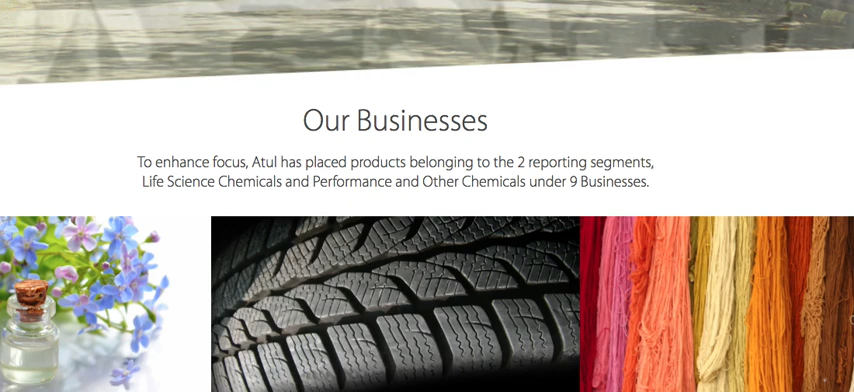 Our Businesses
To enhance focus, Atul has placed products belonging to the 2 reporting segments,
Life Science Chemicals and Performance and Other Chemicals under 9 Businesses.